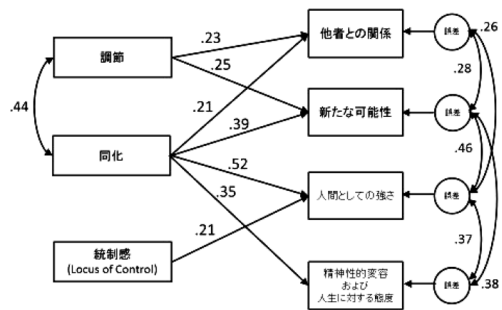 .23
他者との関係
誤差
.26
調節
.25
.28
.21
.44
.39
新たな可能性
誤差
同化
.46
.52
.35
人間としての強さ
誤差
.21
統制感
(Locus of Control)
.37
精神性的変容
および
人生に対する態度
誤差
.38